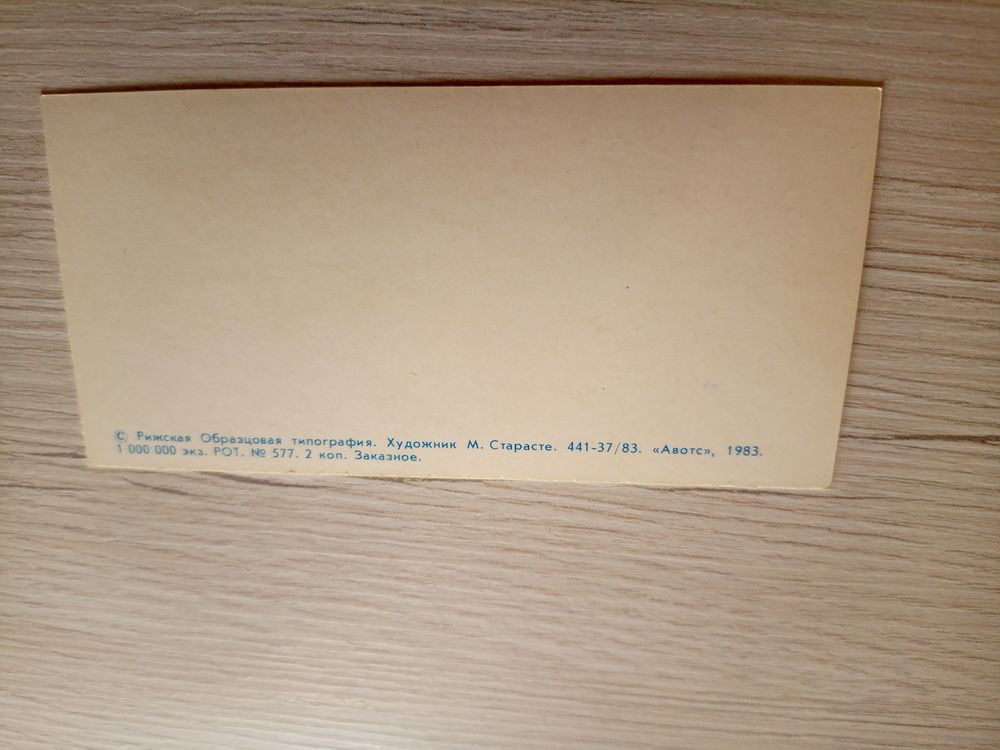 © Рижская Образцовая типография. Художник М. Старасте. 441-37/83. «Авотс», 1983.
1 000 000 экз. РОТ. № 577. 2 коп. Заказное.